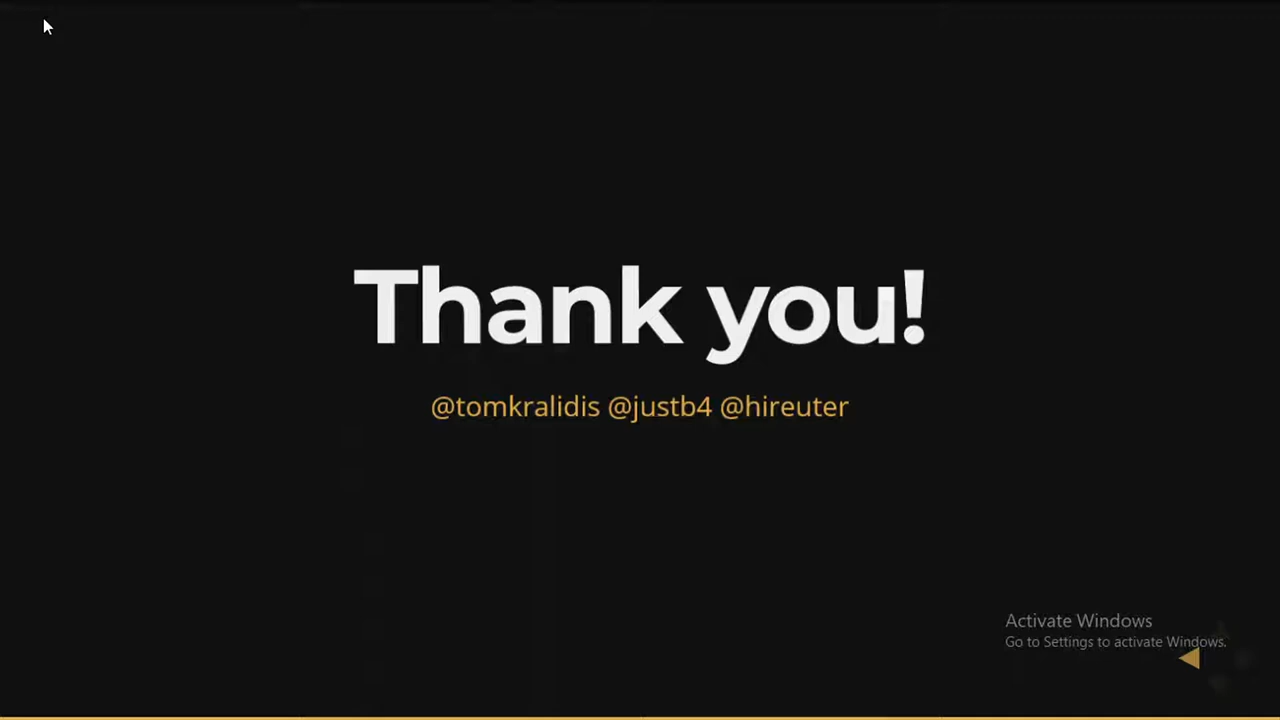 Thank you!
@tomkralidis @justb4 @hireuter
Activate Windows
Go to Settings to activate Windows.